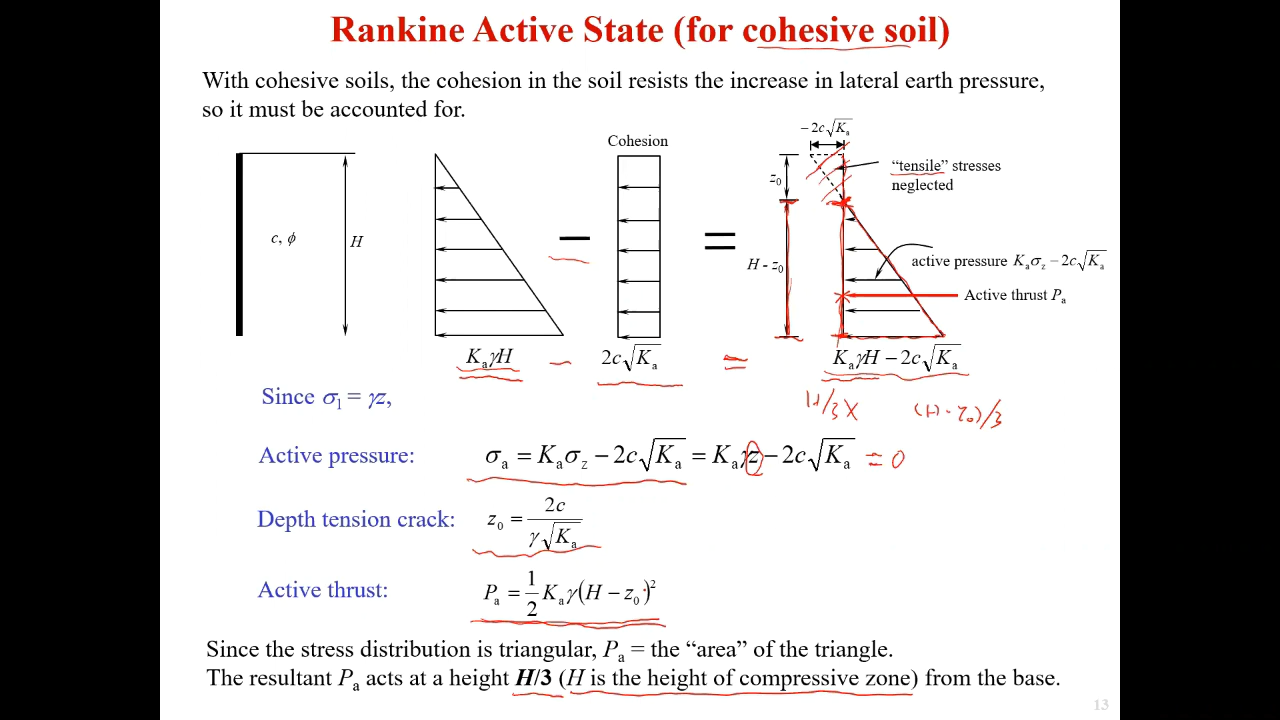 Rankine Active State (for cohesive soil)
With cohesive soils, the cohesion in the soil resists the increase in lateral earth pressure,
so it must be accounted for.
Cohesion
−2c√Kₐ
z₀
"tensile" stresses
neglected
c, ϕ
H
−
=
H - z₀
active pressure Kₐσ_z − 2c√Kₐ
Active thrust Pₐ
KₐγH − 2c√Kₐ = KₐγH − 2c√Kₐ
H/3 X (H - z₀)/3
Since σ₁ = γz,
Active pressure: σₐ = Kₐσ_z − 2c√Kₐ = Kₐγz − 2c√Kₐ = 0
Depth tension crack: z₀ = 2c / γ√Kₐ
Active thrust: Pₐ = 1/2 Kₐγ(H − z₀)²
Since the stress distribution is triangular, Pₐ = the "area" of the triangle.
The resultant Pₐ acts at a height H/3 (H is the height of compressive zone) from the base.
13